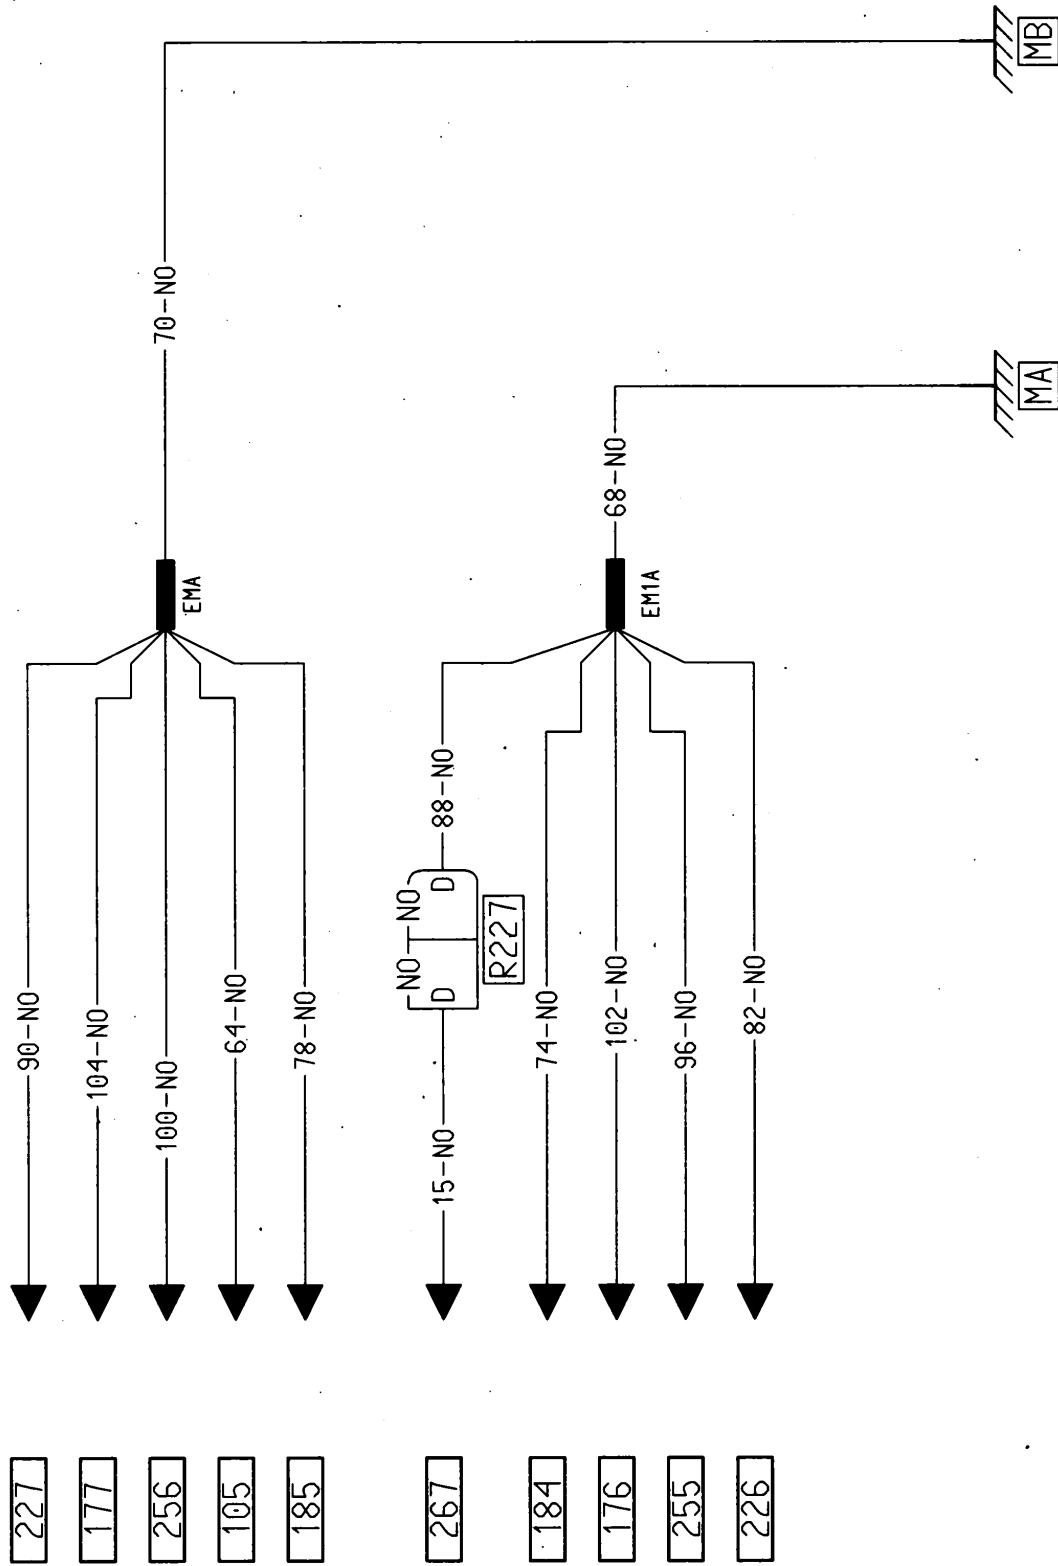 MB
70-NO
MA
68-NO
EMA
EM1A
88-NO
NO
NO
D
D
R227
90-NO
104-NO
100-NO
64-NO
78-NO
15-NO
74-NO
102-NO
96-NO
82-NO
227
177
256
105
185
267
184
176
255
226